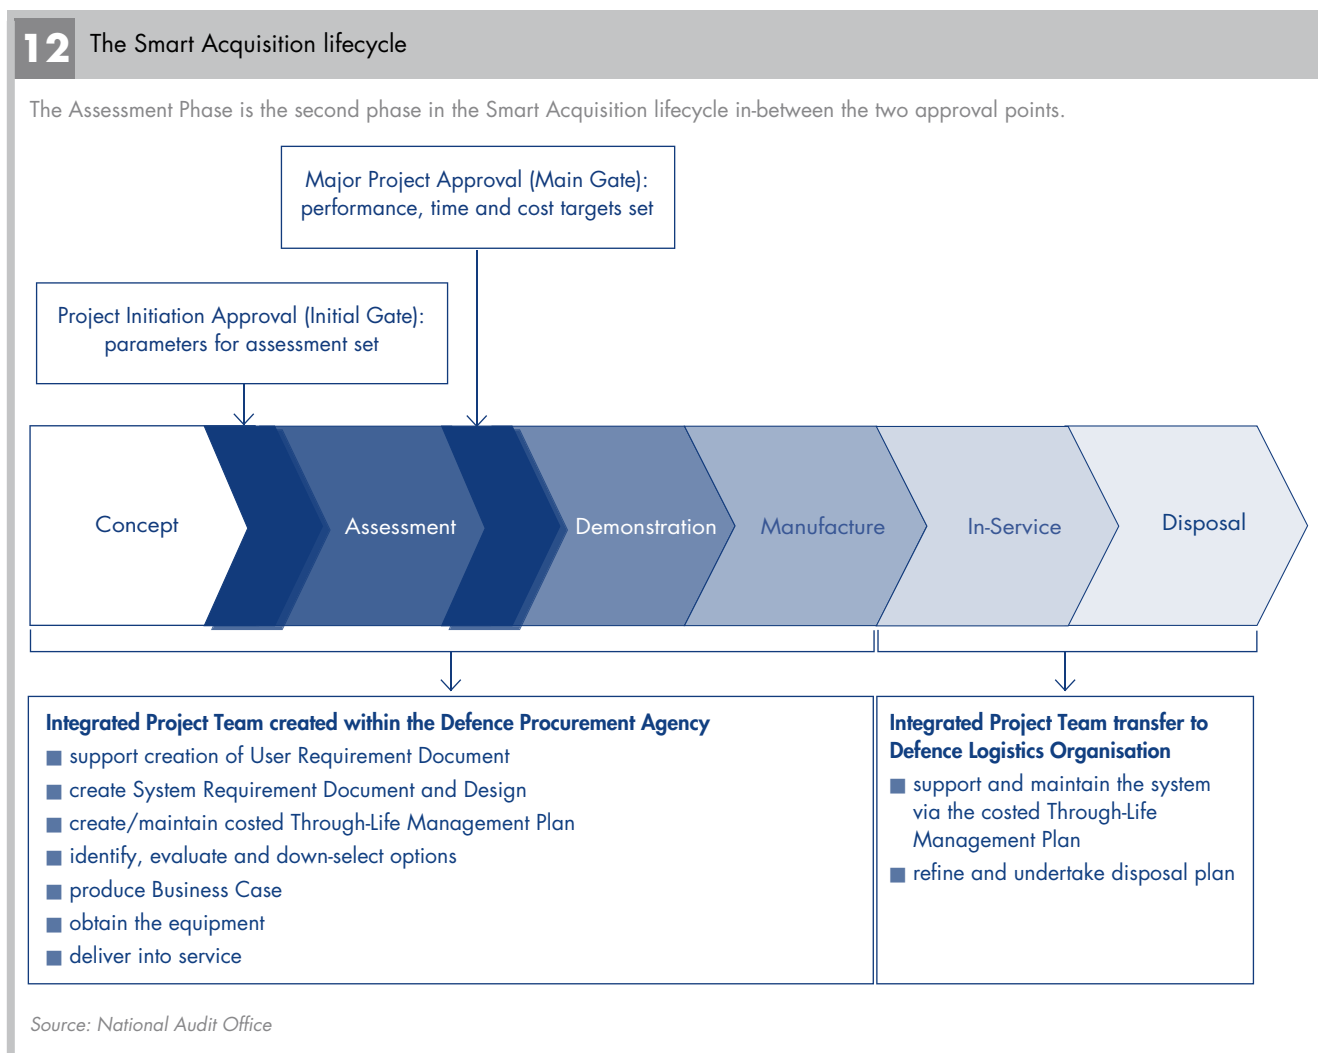 12 The Smart Acquisition lifecycle
The Assessment Phase is the second phase in the Smart Acquisition lifecycle in-between the two approval points.
Major Project Approval (Main Gate):
performance, time and cost targets set
Project Initiation Approval (Initial Gate):
parameters for assessment set
Concept
Assessment
Demonstration
Manufacture
In-Service
Disposal
Integrated Project Team created within the Defence Procurement Agency
■ support creation of User Requirement Document
■ create System Requirement Document and Design
■ create/maintain costed Through-Life Management Plan
■ identify, evaluate and down-select options
■ produce Business Case
■ obtain the equipment
■ deliver into service
Integrated Project Team transfer to
Defence Logistics Organisation
■ support and maintain the system
via the costed Through-Life
Management Plan
■ refine and undertake disposal plan
Source: National Audit Office